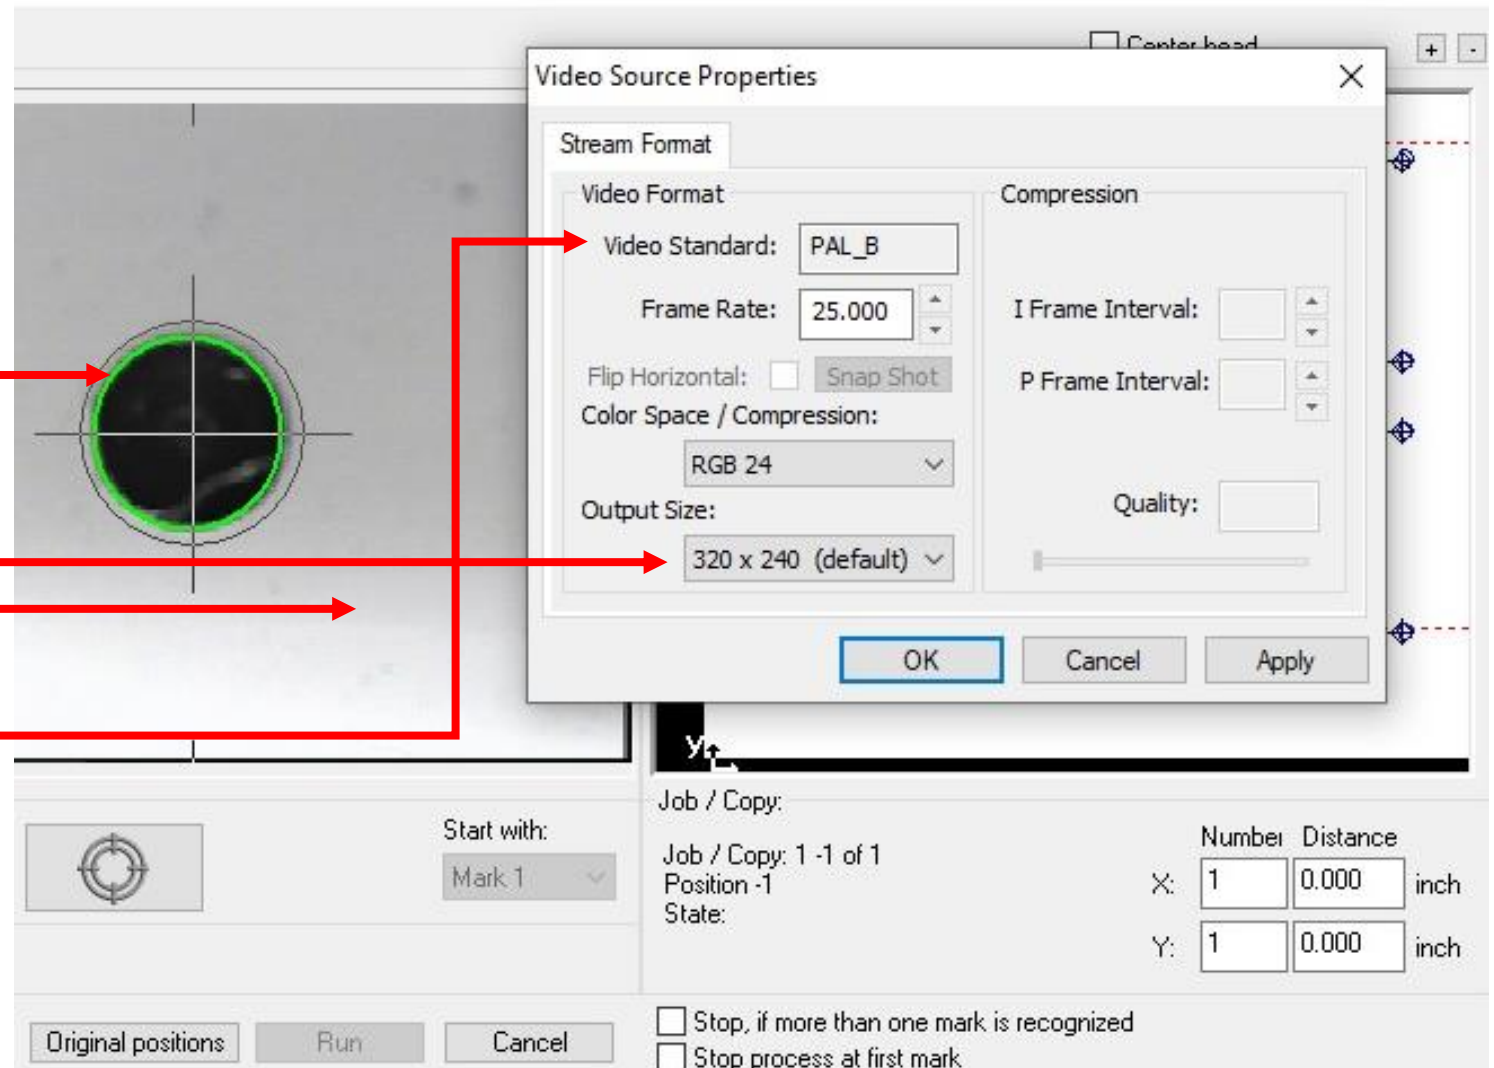 Center head
+ -
Video Source Properties
Stream Format
Video Format
Video Standard: PAL_B
Frame Rate: 25.000
Flip Horizontal: Snap Shot
Color Space / Compression:
RGB 24
Output Size:
320 x 240 (default)
Compression
I Frame Interval:
P Frame Interval:
Quality:
OK Cancel Apply
y
Start with:
Mark 1
Job / Copy:
Job / Copy: 1 -1 of 1
Position -1
State:
Number Distance
X: 1 0.000 inch
Y: 1 0.000 inch
Original positions Run Cancel
Stop, if more than one mark is recognized
Stop process at first mark